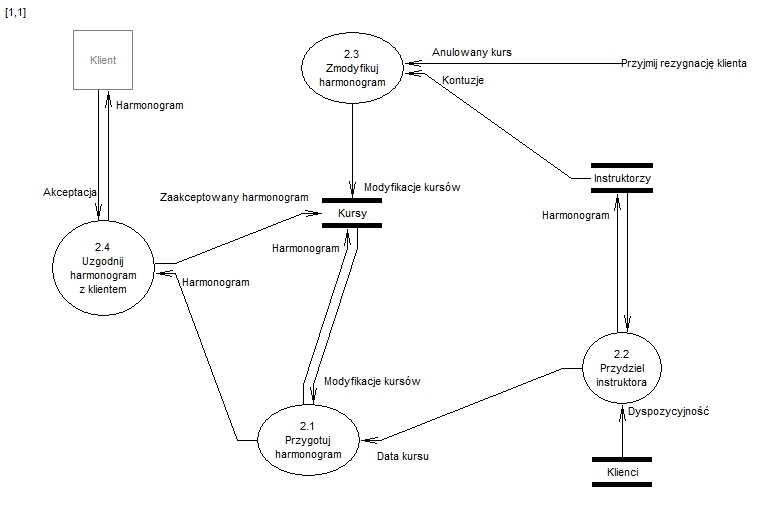 [1,1]
Klient
2.3
Zmodyfikuj
harmonogram
Anulowany kurs
Przyjmij rezygnację klienta
Kontuzje
Harmonogram
Instruktorzy
Akceptacja
Zaakceptowany harmonogram
Modyfikacje kursów
Kursy
Harmonogram
2.4
Uzgodnij
harmonogram
z klientem
Harmonogram
Harmonogram
2.2
Przydziel
instruktora
Modyfikacje kursów
Dyspozycyjność
2.1
Przygotuj
harmonogram
Data kursu
Klienci